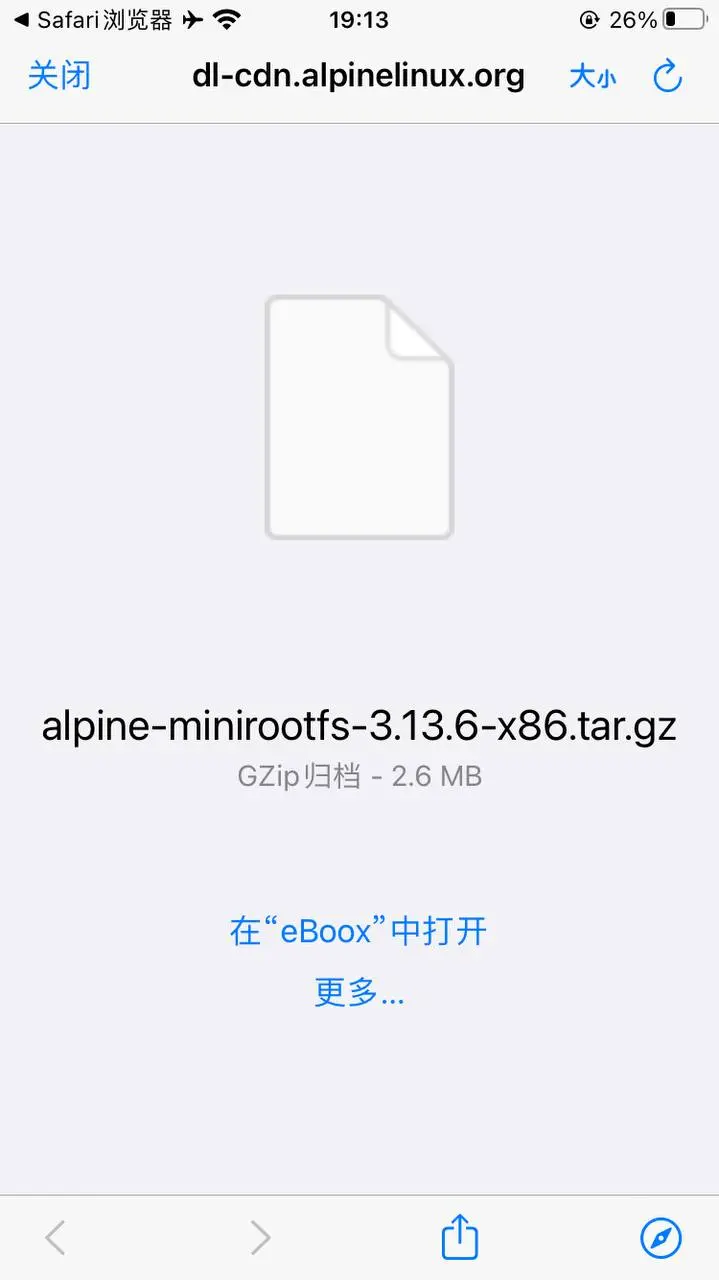 Safari浏览器 19:13 26%
关闭 dl-cdn.alpinelinux.org 大小
alpine-minirootfs-3.13.6-x86.tar.gz
GZip归档 - 2.6 MB
在“eBoox”中打开
更多...